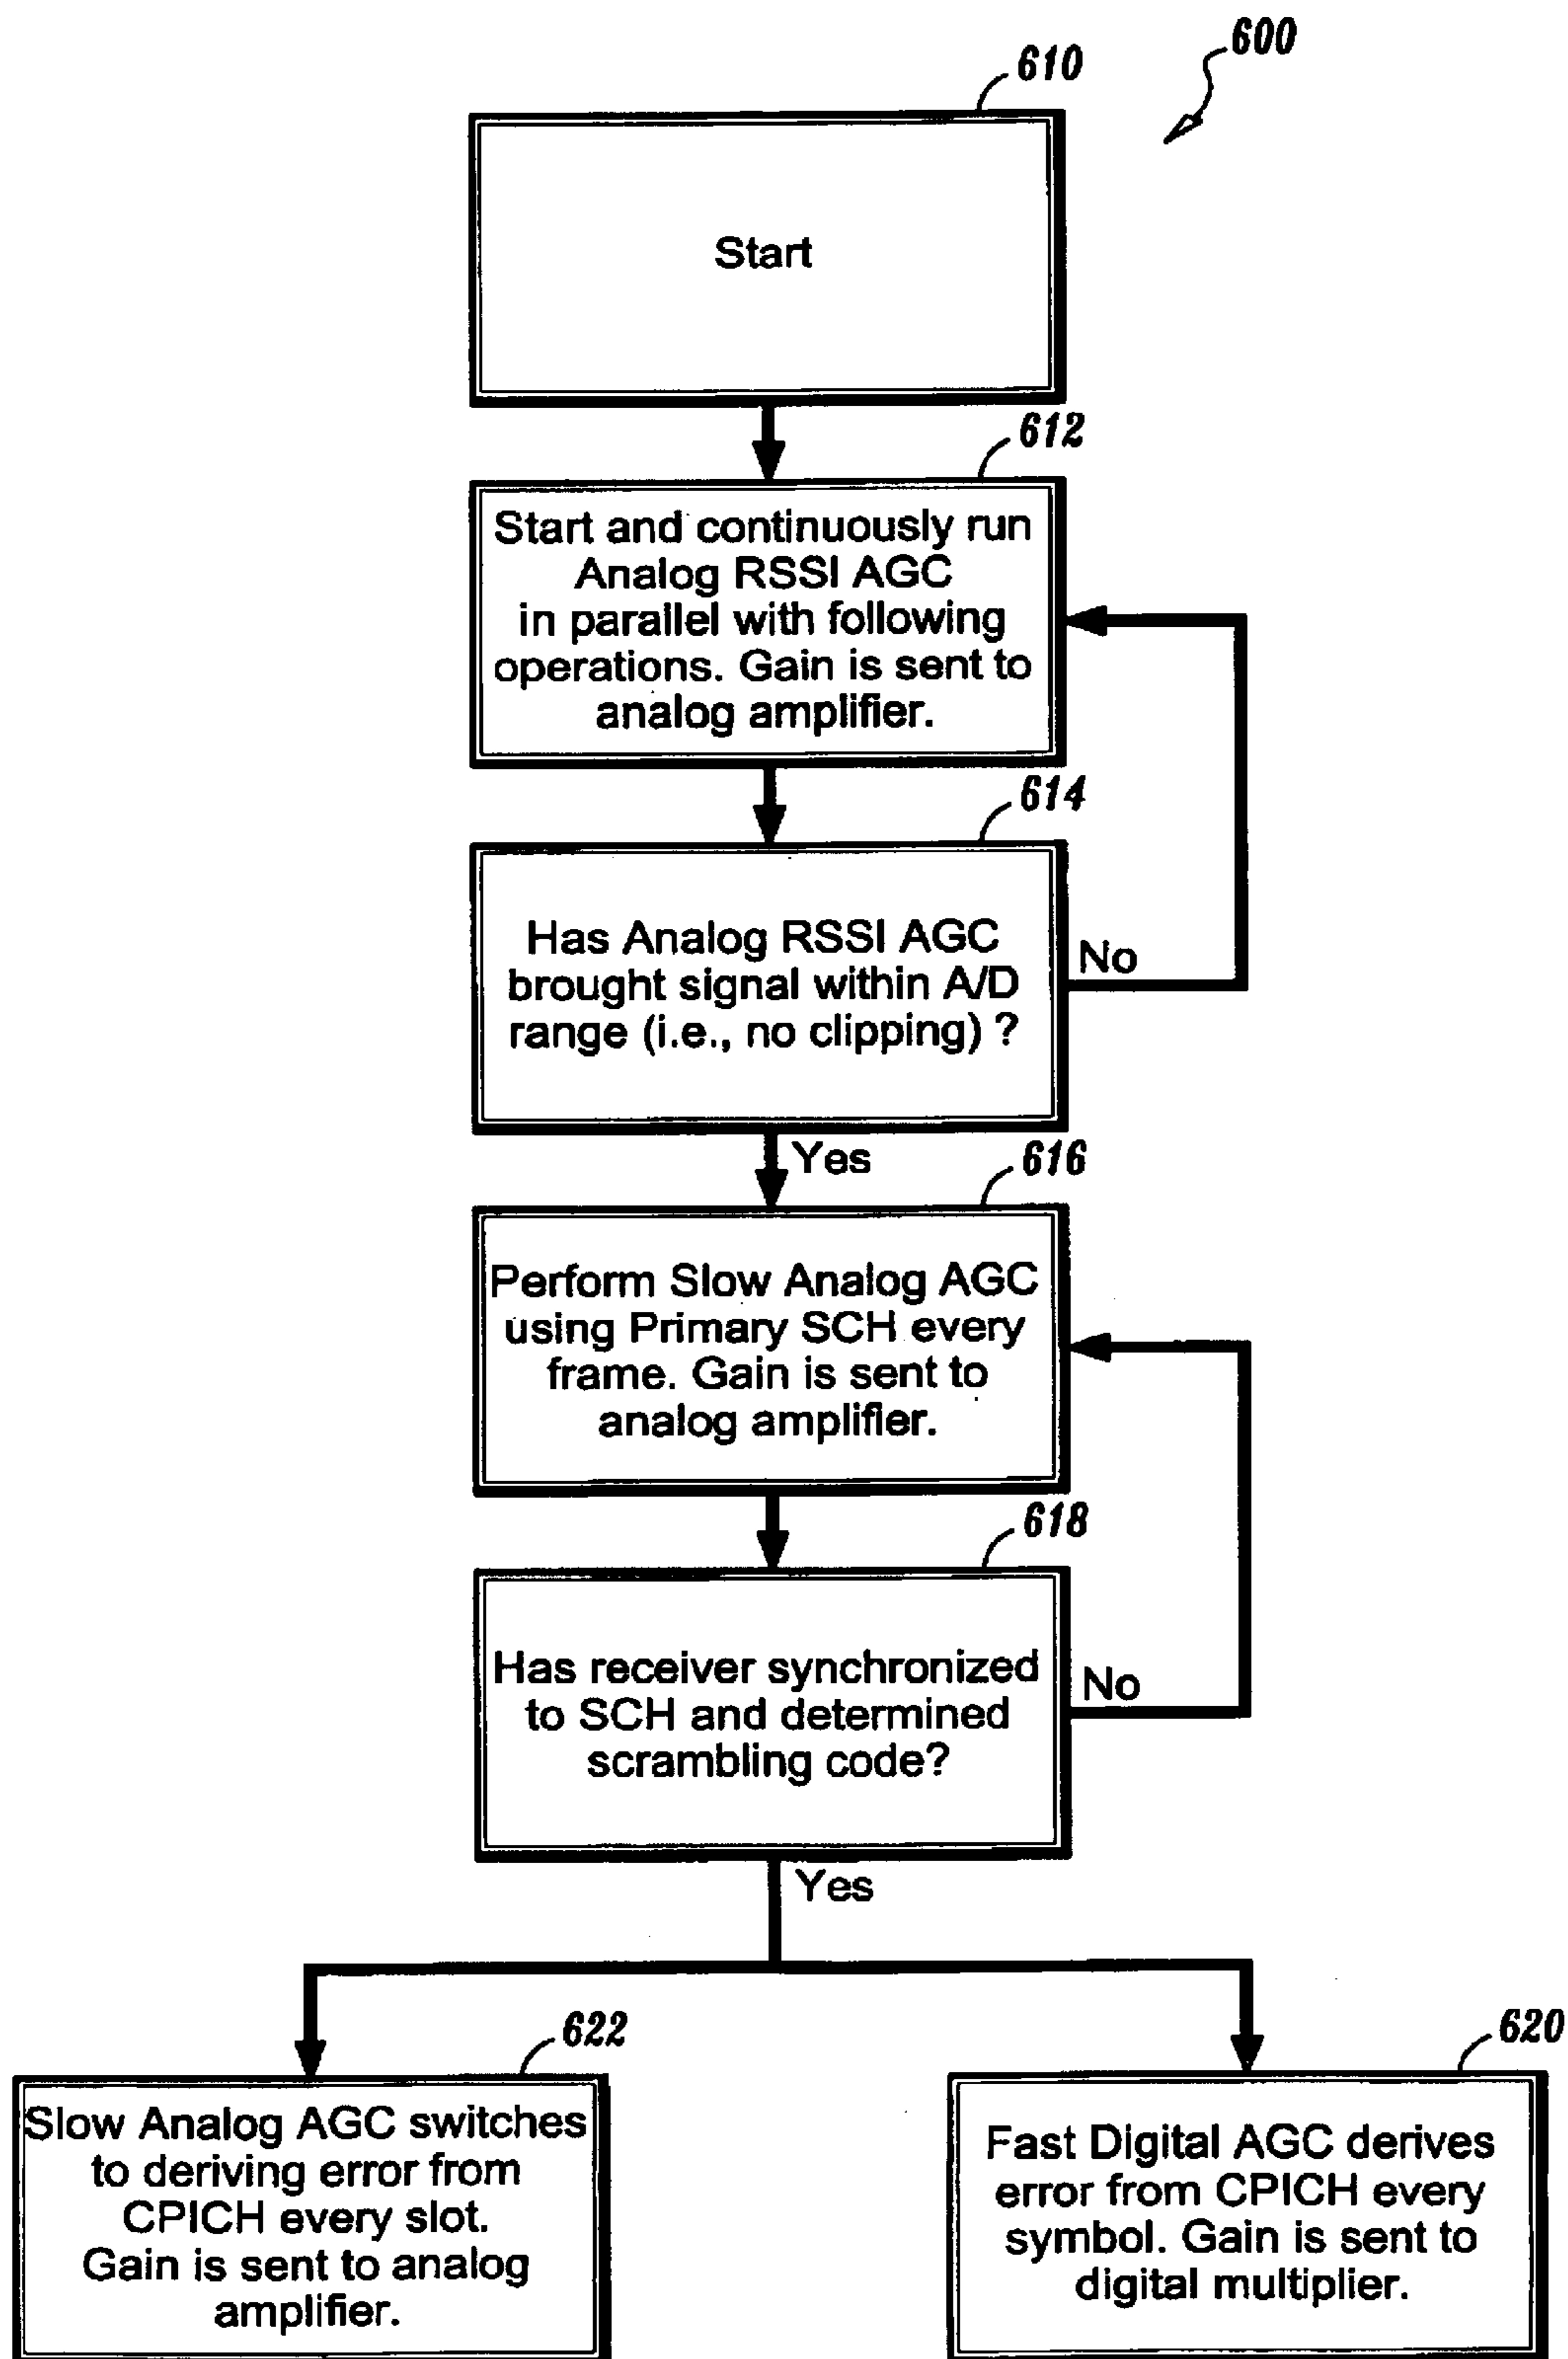 600
610
Start
612
Start and continuously run
Analog RSSI AGC
in parallel with following
operations. Gain is sent to
analog amplifier.
614
Has Analog RSSI AGC
brought signal within A/D
range (i.e., no clipping) ?
No
Yes
616
Perform Slow Analog AGC
using Primary SCH every
frame. Gain is sent to
analog amplifier.
618
Has receiver synchronized
to SCH and determined
scrambling code?
No
Yes
622
Slow Analog AGC switches
to deriving error from
CPICH every slot.
Gain is sent to analog
amplifier.
620
Fast Digital AGC derives
error from CPICH every
symbol. Gain is sent to
digital multiplier.